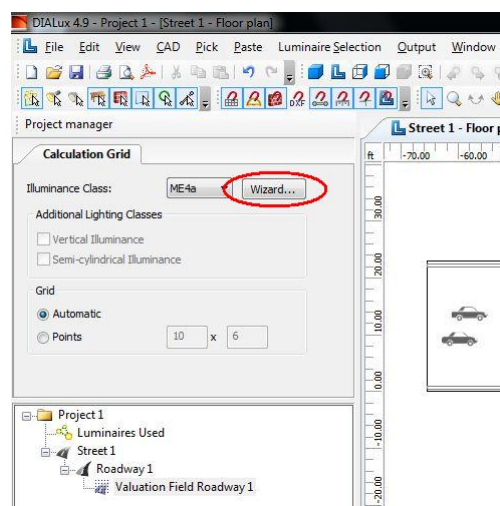 DIALux 4.9 - Project 1 - [Street 1 - Floor plan]
File Edit View CAD Pick Paste Luminaire Selection Output Window
Project manager
Street 1 - Floor
Calculation Grid
ft -70.00 -60.00
Illuminance Class: ME4a Wizard...
Additional Lighting Classes
Vertical Illuminance
Semi-cylindrical Illuminance
Grid
Automatic
Points 10 x 6
30.00
20.00
10.00
0.00
-10.00
-20.00
Project 1
Luminaires Used
Street 1
Roadway 1
Valuation Field Roadway 1